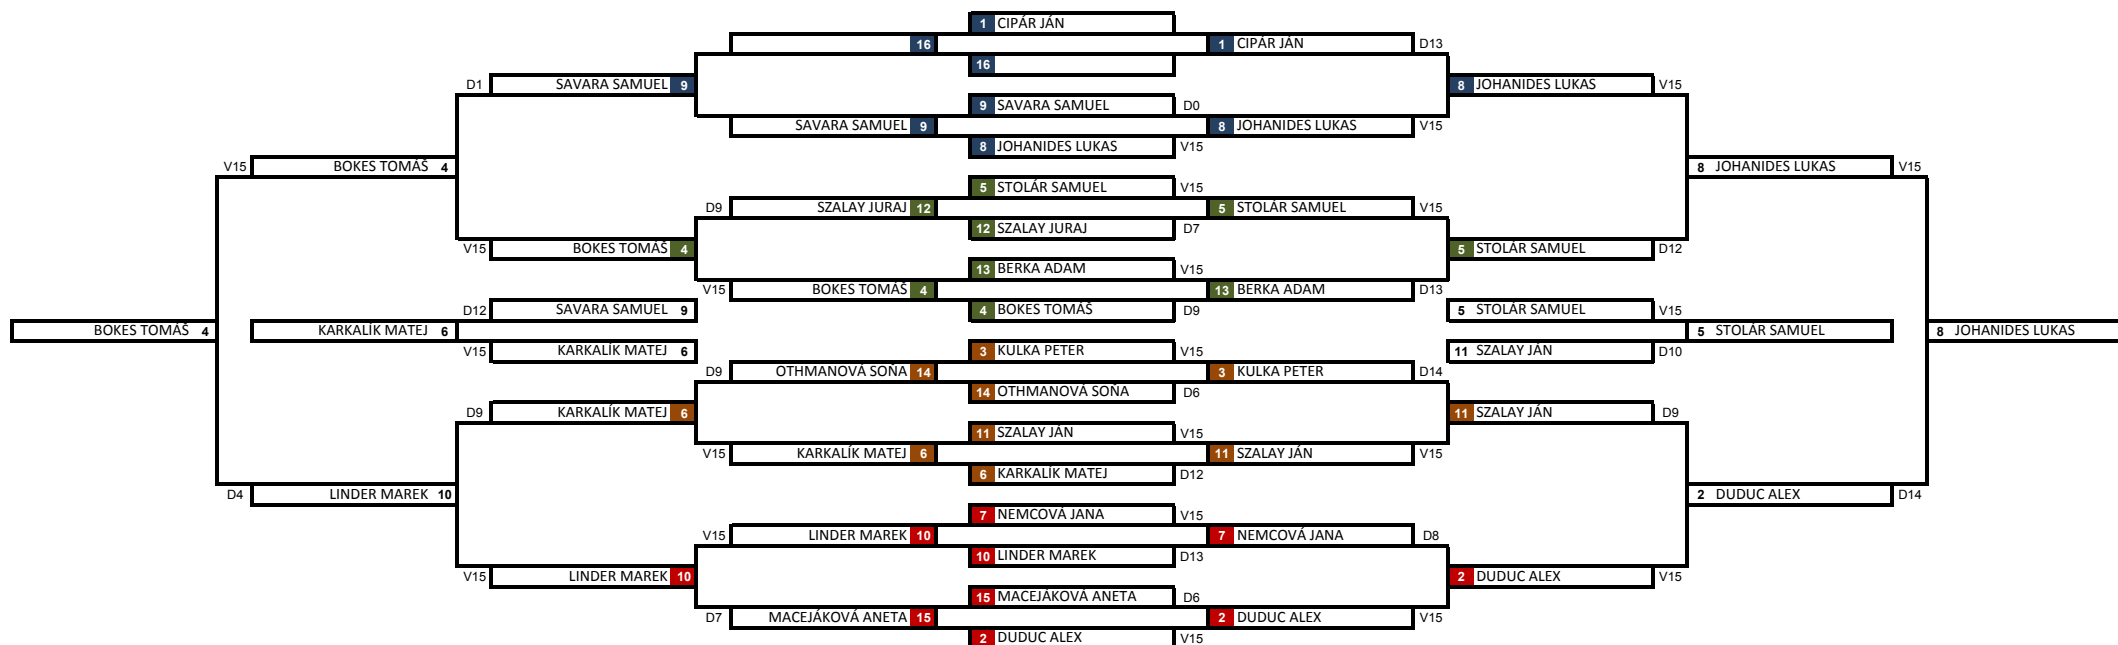 1 CIPÁR JÁN
16 1 CIPÁR JÁN D13
16
D1 SAVARA SAMUEL 9 8 JOHANIDES LUKAS V15
9 SAVARA SAMUEL D0
SAVARA SAMUEL 9 8 JOHANIDES LUKAS V15
8 JOHANIDES LUKAS V15
V15 BOKES TOMÁŠ 4 8 JOHANIDES LUKAS V15
5 STOLÁR SAMUEL V15
D9 SZALAY JURAJ 12 5 STOLÁR SAMUEL V15
12 SZALAY JURAJ D7
V15 BOKES TOMÁŠ 4 5 STOLÁR SAMUEL D12
13 BERKA ADAM V15
V15 BOKES TOMÁŠ 4 13 BERKA ADAM D13
D12 SAVARA SAMUEL 9 4 BOKES TOMÁŠ D9 5 STOLÁR SAMUEL V15
BOKES TOMÁŠ 4 KARKALÍK MATEJ 6 5 STOLÁR SAMUEL 8 JOHANIDES LUKAS
V15 KARKALÍK MATEJ 6 3 KULKA PETER V15 11 SZALAY JÁN D10
D9 OTHMANOVÁ SOŇA 14 3 KULKA PETER D14
14 OTHMANOVÁ SOŇA D6
D9 KARKALÍK MATEJ 6 11 SZALAY JÁN D9
11 SZALAY JÁN V15
V15 KARKALÍK MATEJ 6 11 SZALAY JÁN V15
6 KARKALÍK MATEJ D12
D4 LINDER MAREK 10 2 DUDUC ALEX D14
7 NEMCOVÁ JANA V15
V15 LINDER MAREK 10 7 NEMCOVÁ JANA D8
10 LINDER MAREK D13
V15 LINDER MAREK 10 2 DUDUC ALEX V15
15 MACEJÁKOVÁ ANETA D6
D7 MACEJÁKOVÁ ANETA 15 2 DUDUC ALEX V15
2 DUDUC ALEX V15